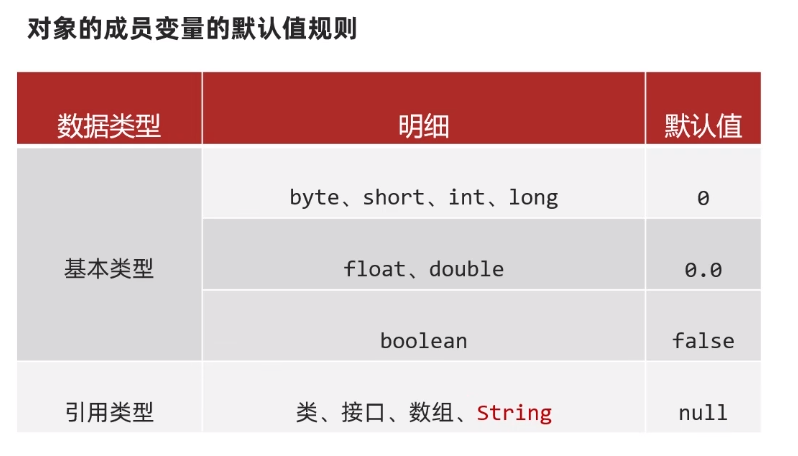 对象的成员变量的默认值规则
数据类型 明细 默认值
byte、short、int、long 0
基本类型 float、double 0.0
boolean false
引用类型 类、接口、数组、String null